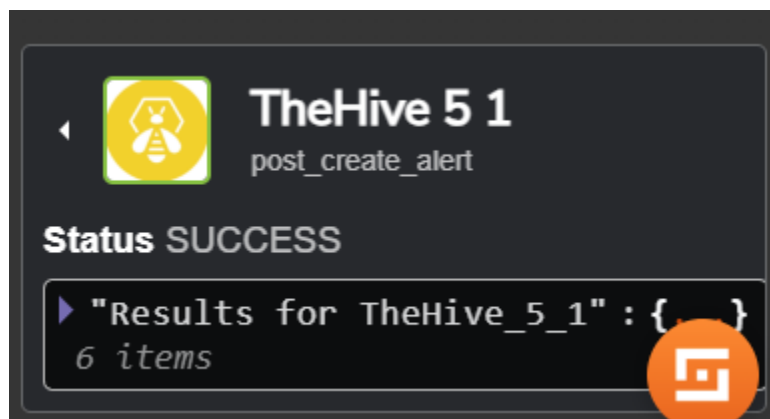 TheHive 5 1
post_create_alert
Status SUCCESS
"Results for TheHive_5_1" : {...}
6 items